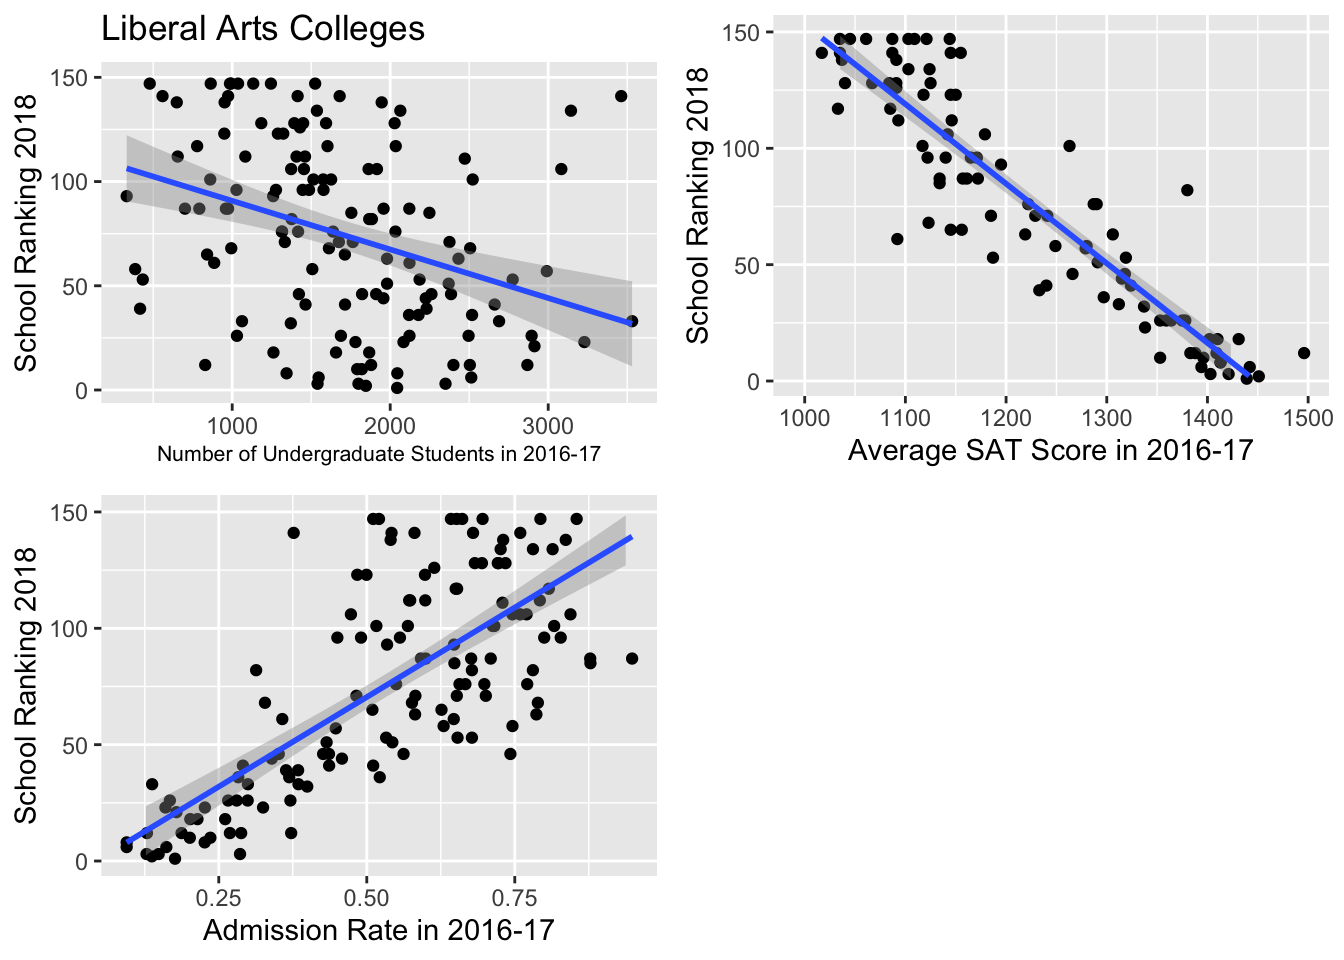 Liberal Arts Colleges
School Ranking 2018
150
100
50
0
1000 2000 3000
Number of Undergraduate Students in 2016-17
School Ranking 2018
150
100
50
0
1000 1100 1200 1300 1400 1500
Average SAT Score in 2016-17
School Ranking 2018
150
100
50
0
0.25 0.50 0.75
Admission Rate in 2016-17